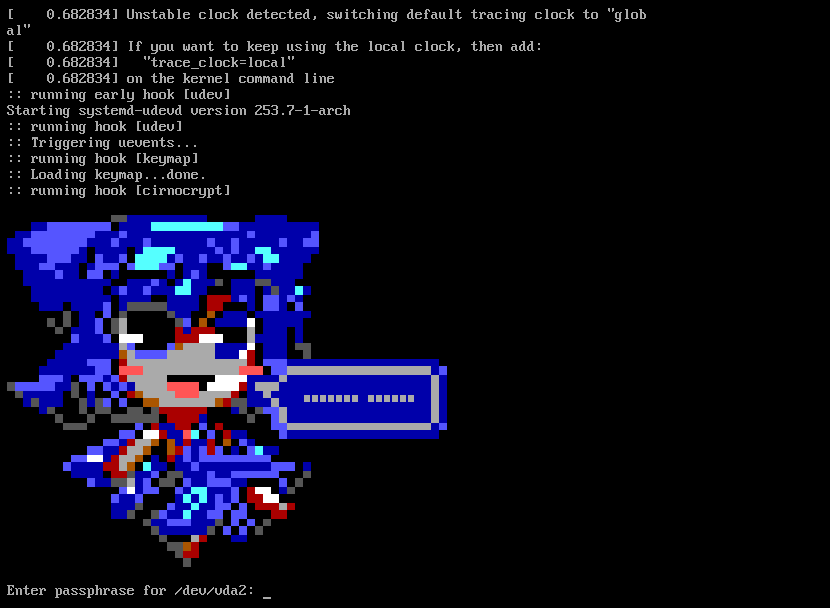 [    0.682834] Unstable clock detected, switching default tracing clock to "glob
al"
[    0.682834] If you want to keep using the local clock, then add:
[    0.682834]   "trace_clock=local"
[    0.682834] on the kernel command line
:: running early hook [udev]
Starting systemd-udevd version 253.7-1-arch
:: running hook [udev]
:: Triggering uevents...
:: running hook [keymap]
:: Loading keymap...done.
:: running hook [cirnocrypt]
Enter passphrase for /dev/vda2: _